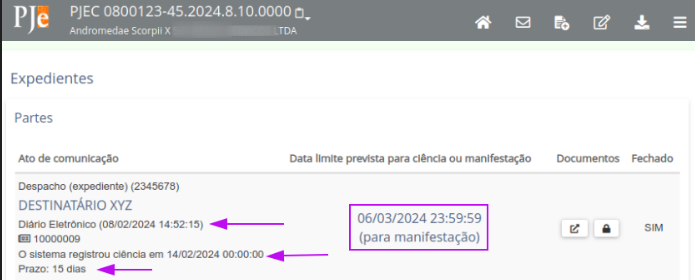 PJe PJEC 0800123-45.2024.8.10.0000
Andromedae Scorpii X LTDA
Expedientes
Partes
Ato de comunicação Data limite prevista para ciência ou manifestação Documentos Fechado
Despacho (expediente) (2345678)
DESTINATÁRIO XYZ
Diário Eletrônico (08/02/2024 14:52:15)
10000009
O sistema registrou ciência em 14/02/2024 00:00:00
Prazo: 15 dias
06/03/2024 23:59:59
(para manifestação)
SIM